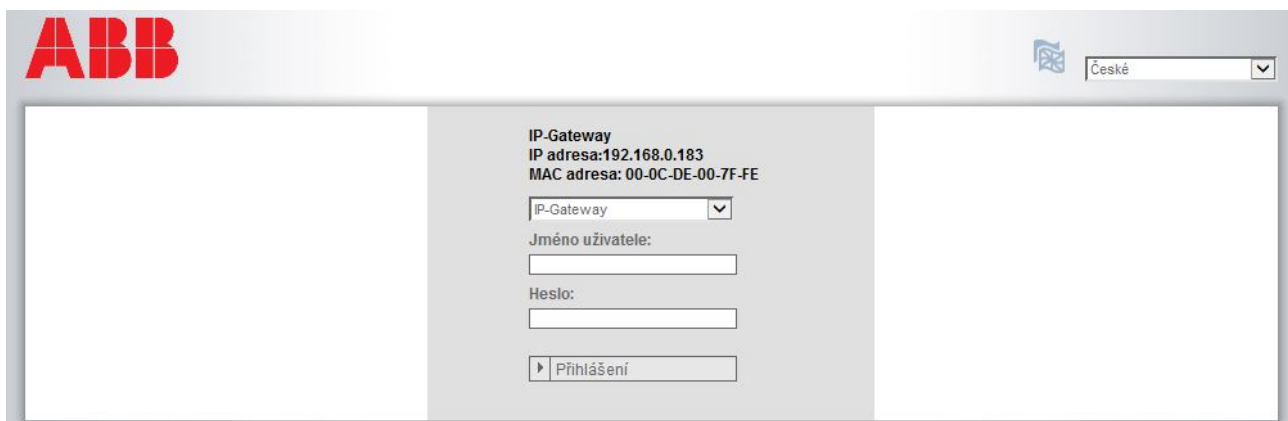 ABB
České
IP-Gateway
IP adresa:192.168.0.183
MAC adresa: 00-0C-DE-00-7F-FE
IP-Gateway
Jméno uživatele:
Heslo:
Přihlášení